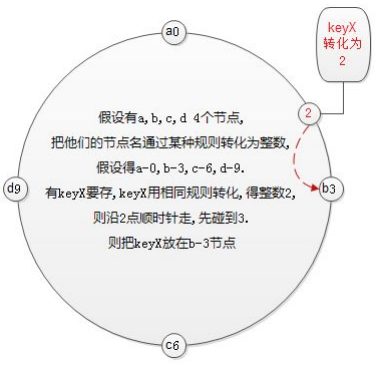 a0
keyX
转化为
2
2
假设有a,b,c,d 4个节点,
把他们的节点名通过某种规则转化为整数,
假设得a-0,b-3,c-6,d-9.
有keyX要存,keyX用相同规则转化,得整数2,
则沿2点顺时针走,先碰到3.
则把keyX放在b-3节点
d9
b3
c6